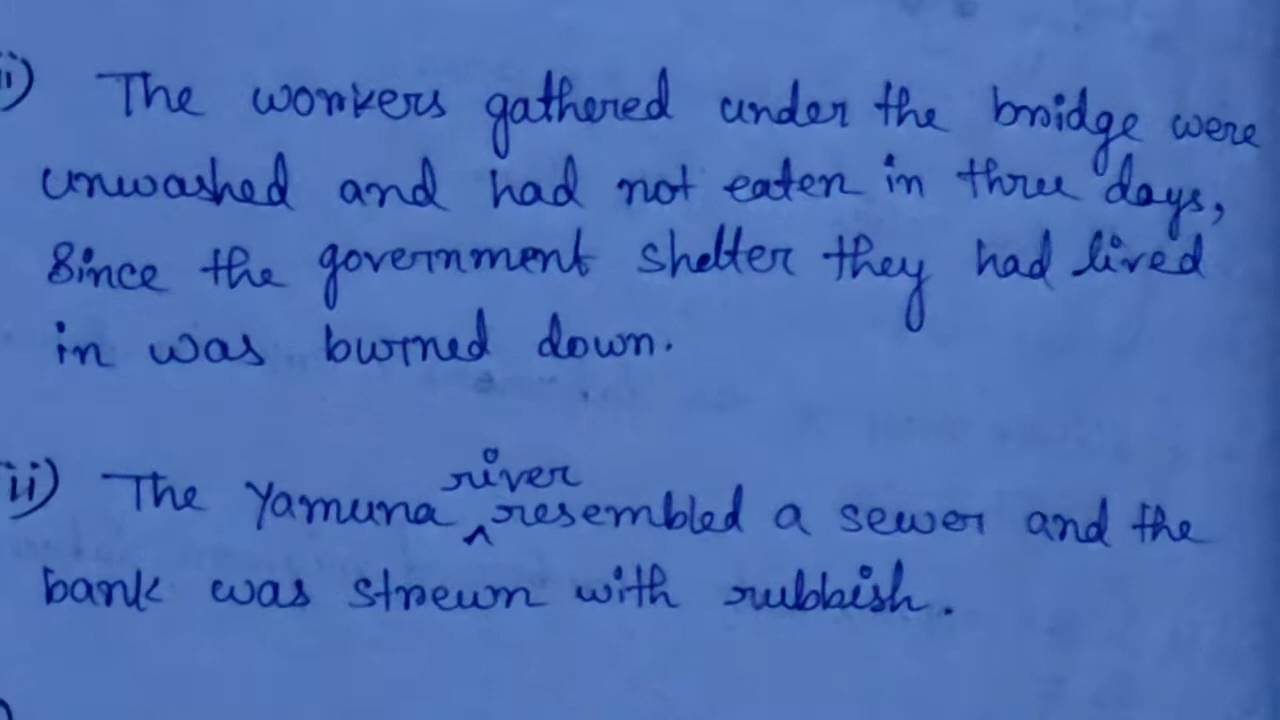 i) The workers gathered under the bridge were
unwashed and had not eaten in three days,
Since the government shelter they had lived
in was burned down.
ii) The Yamuna ^river resembled a sewer and the
bank was strewn with rubbish.